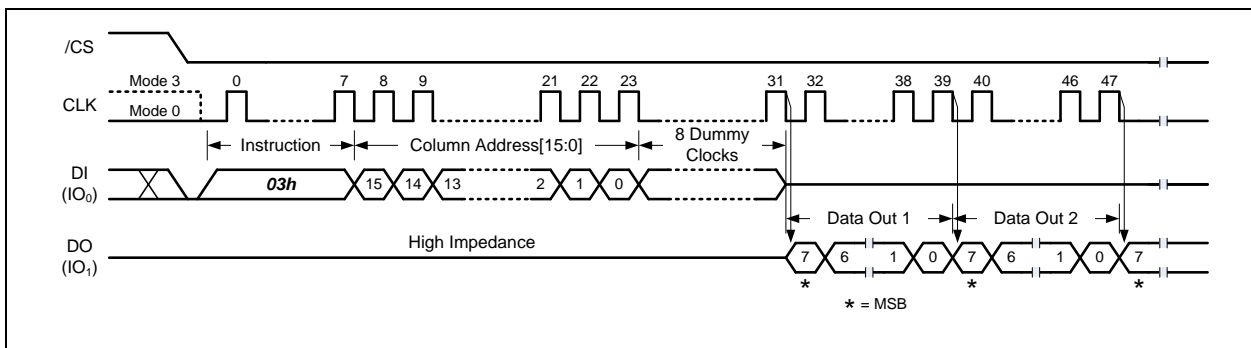 /CS
Mode 3
0 7 8 9 21 22 23 31 32 38 39 40 46 47
CLK
Mode 0
Instruction
Column Address[15:0]
8 Dummy
Clocks
DI
(IO₀)
03h
15 14 13 2 1 0
Data Out 1
Data Out 2
DO
(IO₁)
High Impedance
7 6 1 0 7 6 1 0 7
* * *
* = MSB